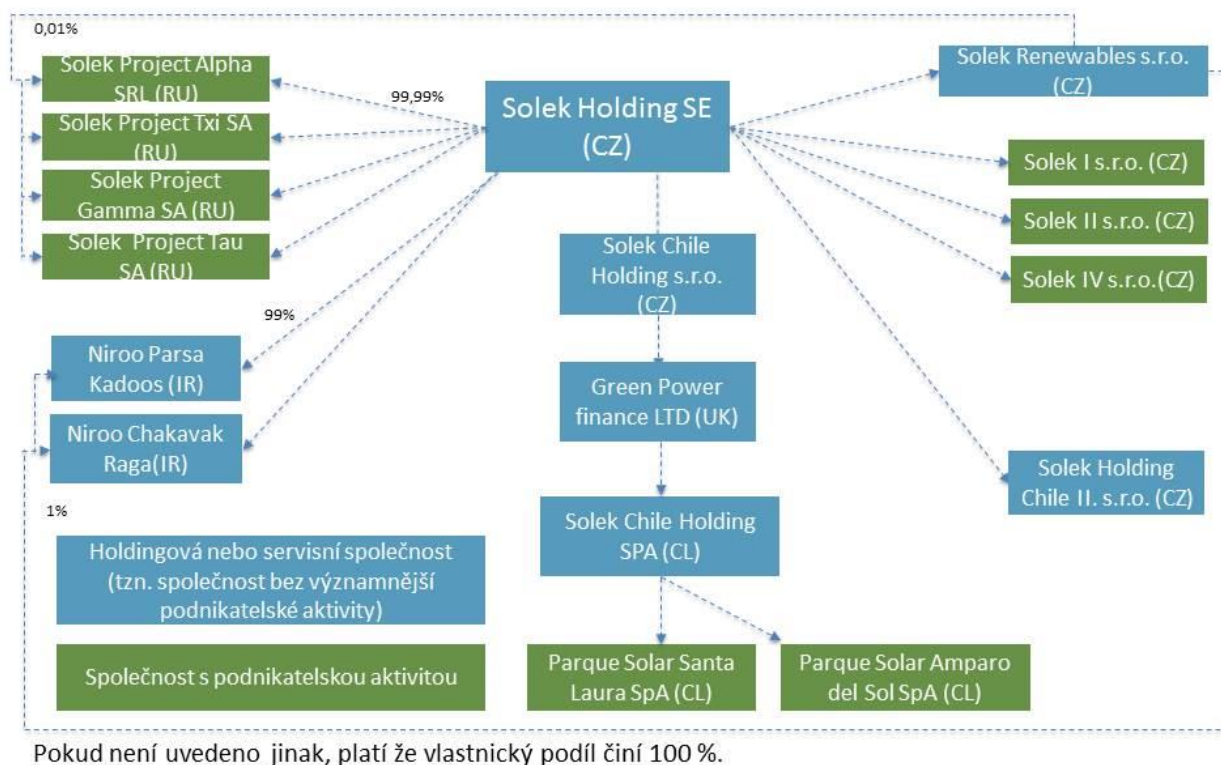 0,01%
Solek Project Alpha
SRL (RU)
Solek Project Txi SA
(RU)
Solek Project
Gamma SA (RU)
Solek Project Tau
SA (RU)
99,99%
Solek Holding SE
(CZ)
Solek Renewables s.r.o.
(CZ)
Solek I s.r.o. (CZ)
Solek II s.r.o. (CZ)
Solek IV s.r.o.(CZ)
Solek Chile
Holding s.r.o.
(CZ)
99%
Niroo Parsa
Kadoos (IR)
Niroo Chakavak
Raga(IR)
1%
Green Power
finance LTD (UK)
Solek Holding
Chile II. s.r.o. (CZ)
Solek Chile Holding
SPA (CL)
Holdingová nebo servisní společnost
(tzn. společnost bez významnější
podnikatelské aktivity)
Společnost s podnikatelskou aktivitou
Parque Solar Santa
Laura SpA (CL)
Parque Solar Amparo
del Sol SpA (CL)
Pokud není uvedeno jinak, platí že vlastnický podíl činí 100 %.